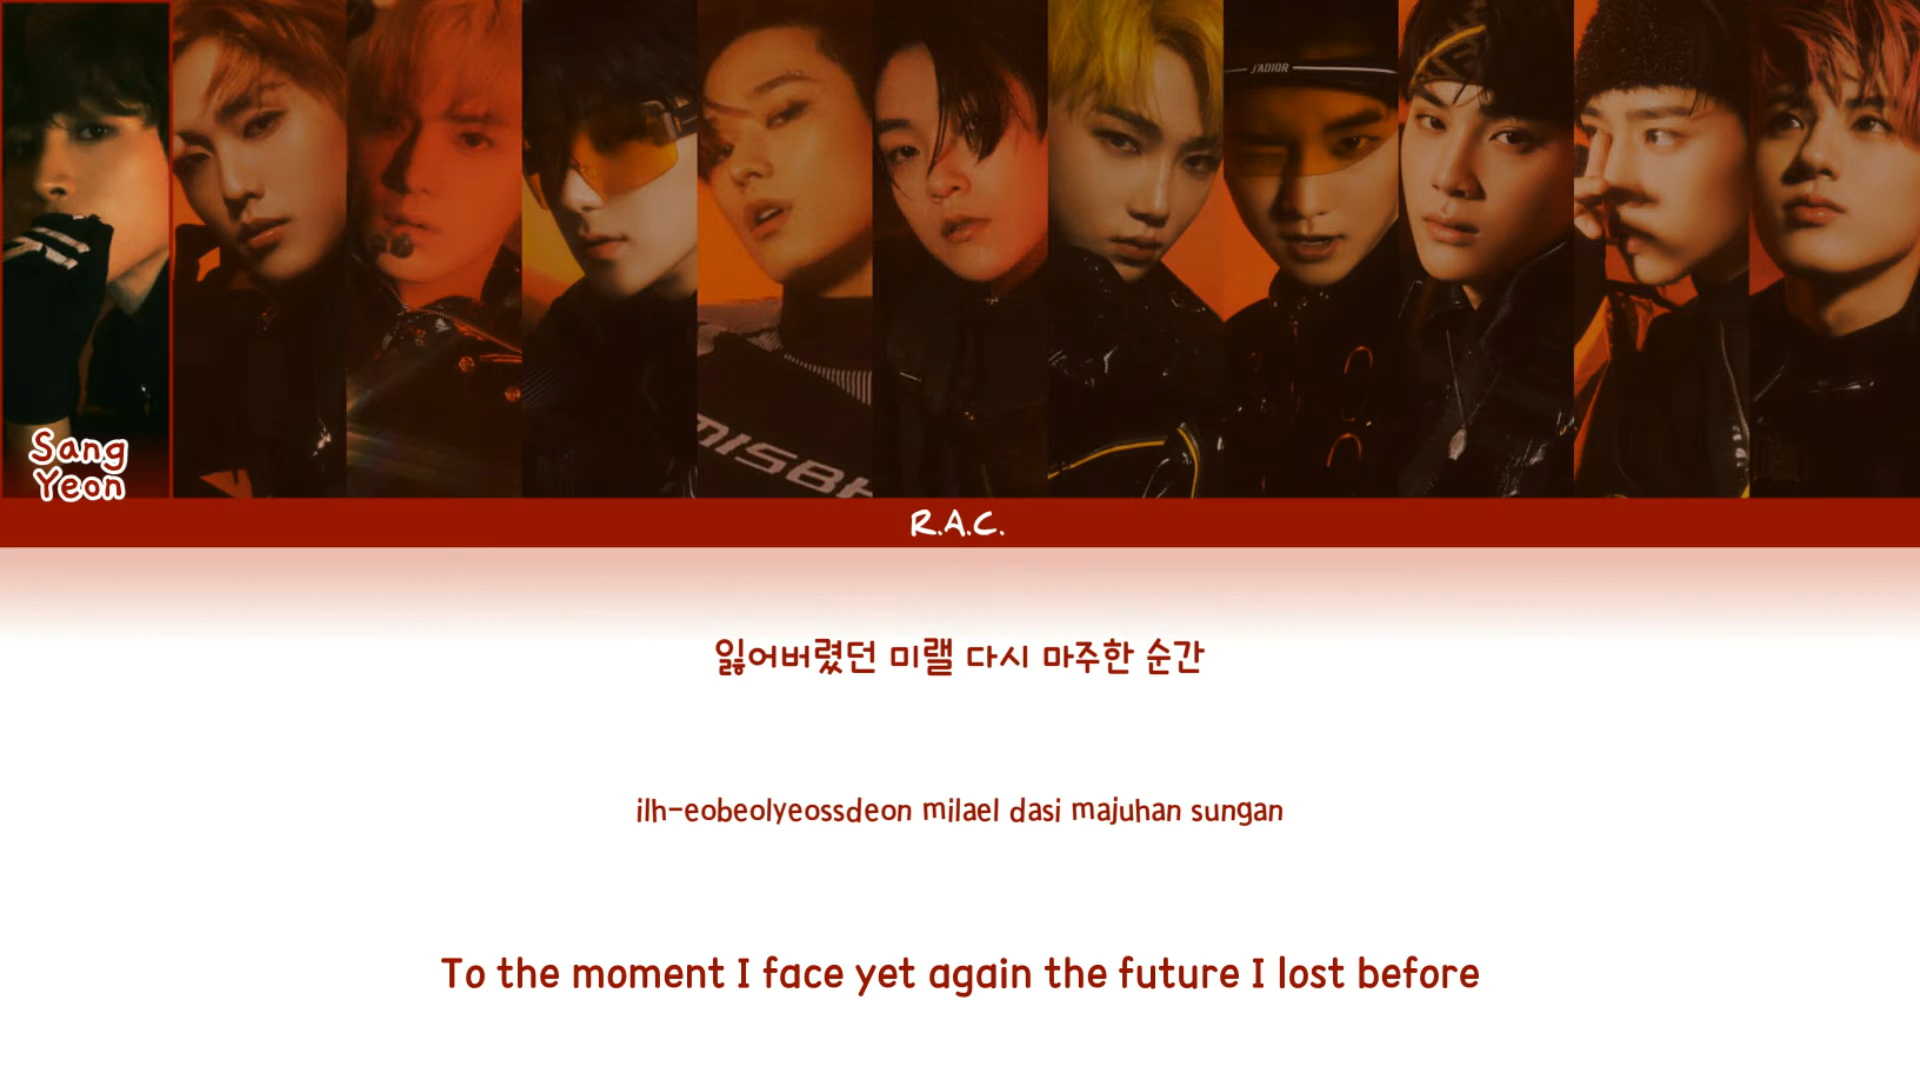 J'ADIOR
Sang
Yeon
R.A.C.
잃어버렸던 미랠 다시 마주한 순간
ilh-eobeolyeossdeon milael dasi majuhan sungan
To the moment I face yet again the future I lost before